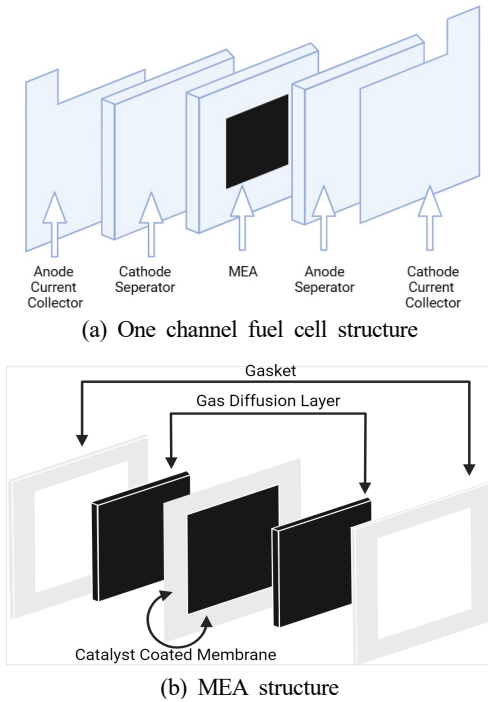 Anode
Current
Collector
Cathode
Seperator
MEA
Anode
Seperator
Cathode
Current
Collector
(a) One channel fuel cell structure
Gasket
Gas Diffusion Layer
Catalyst Coated Membrane
(b) MEA structure